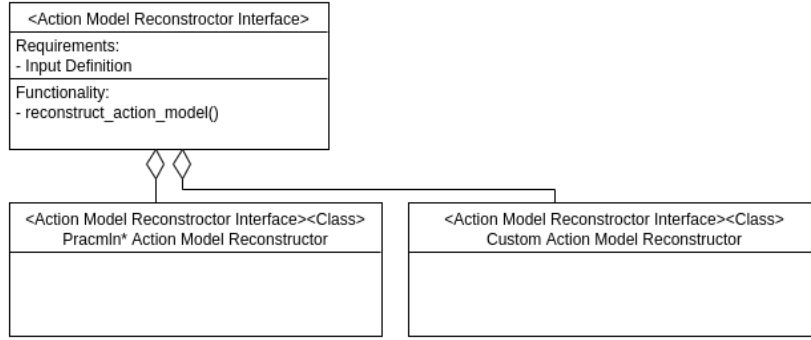 <Action Model Reconstroctor Interface>
Requirements:
- Input Definition
Functionality:
- reconstruct_action_model()
<Action Model Reconstroctor Interface><Class>
Pracmln* Action Model Reconstructor
<Action Model Reconstroctor Interface><Class>
Custom Action Model Reconstructor